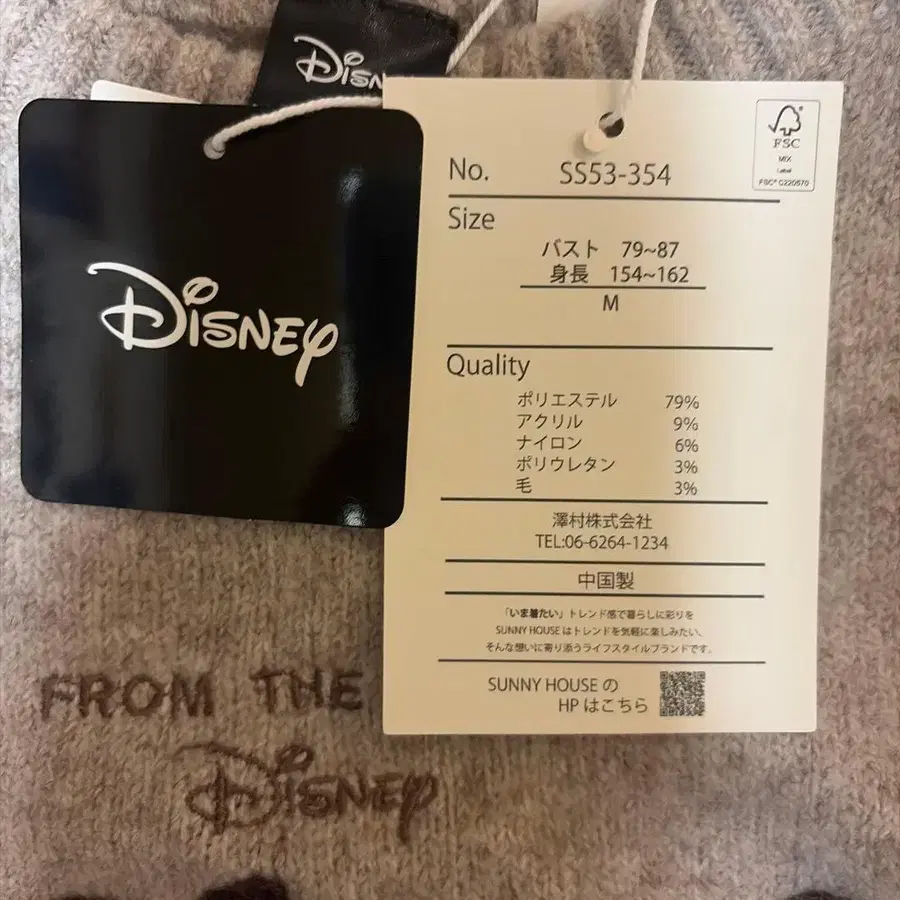 Disn
Disney
FSC
MIX
Label
FSC® C220570
No. SS53-354
Size
バスト 79~87
身長 154~162
M
Quality
ポリエステル 79%
アクリル 9%
ナイロン 6%
ポリウレタン 3%
毛 3%
澤村株式会社
TEL:06-6264-1234
中国製
「いま着たい」トレンド感で暮らしに彩りを
SUNNY HOUSE はトレンドを気軽に楽しみたい、
そんな想いに寄り添うライフスタイルブランドです。
SUNNY HOUSE の
HP はこちら
FROM THE
Disney